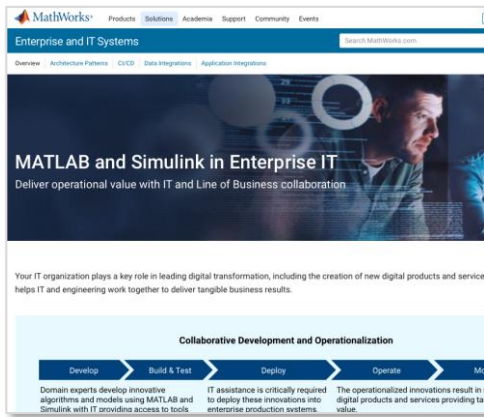 MathWorks®
Products Solutions Academia Support Community Events
Enterprise and IT Systems
Search MathWorks.com
Overview Architecture Patterns CI/CD Data Integrations Application Integrations
MATLAB and Simulink in Enterprise IT
Deliver operational value with IT and Line of Business collaboration
Your IT organization plays a key role in leading digital transformation, including the creation of new digital products and service
helps IT and engineering work together to deliver tangible business results.
Collaborative Development and Operationalization
Develop Build & Test Deploy Operate Mo
Domain experts develop innovative IT assistance is critically required The operationalized innovations result in
algorithms and models using MATLAB and to deploy these innovations into digital products and services providing ta
Simulink with IT providing access to tools enterprise production systems. value.